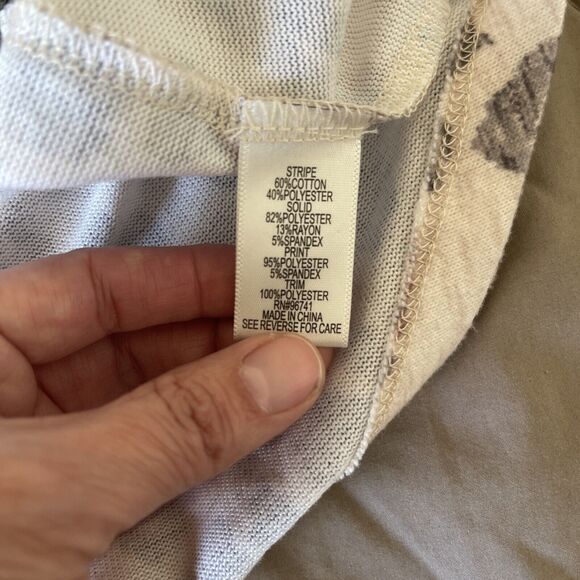 STRIPE
60%COTTON
40%POLYESTER
SOLID
82%POLYESTER
13%RAYON
5%SPANDEX
PRINT
95%POLYESTER
5%SPANDEX
TRIM
100%POLYESTER
RN#96741
MADE IN CHINA
SEE REVERSE FOR CARE